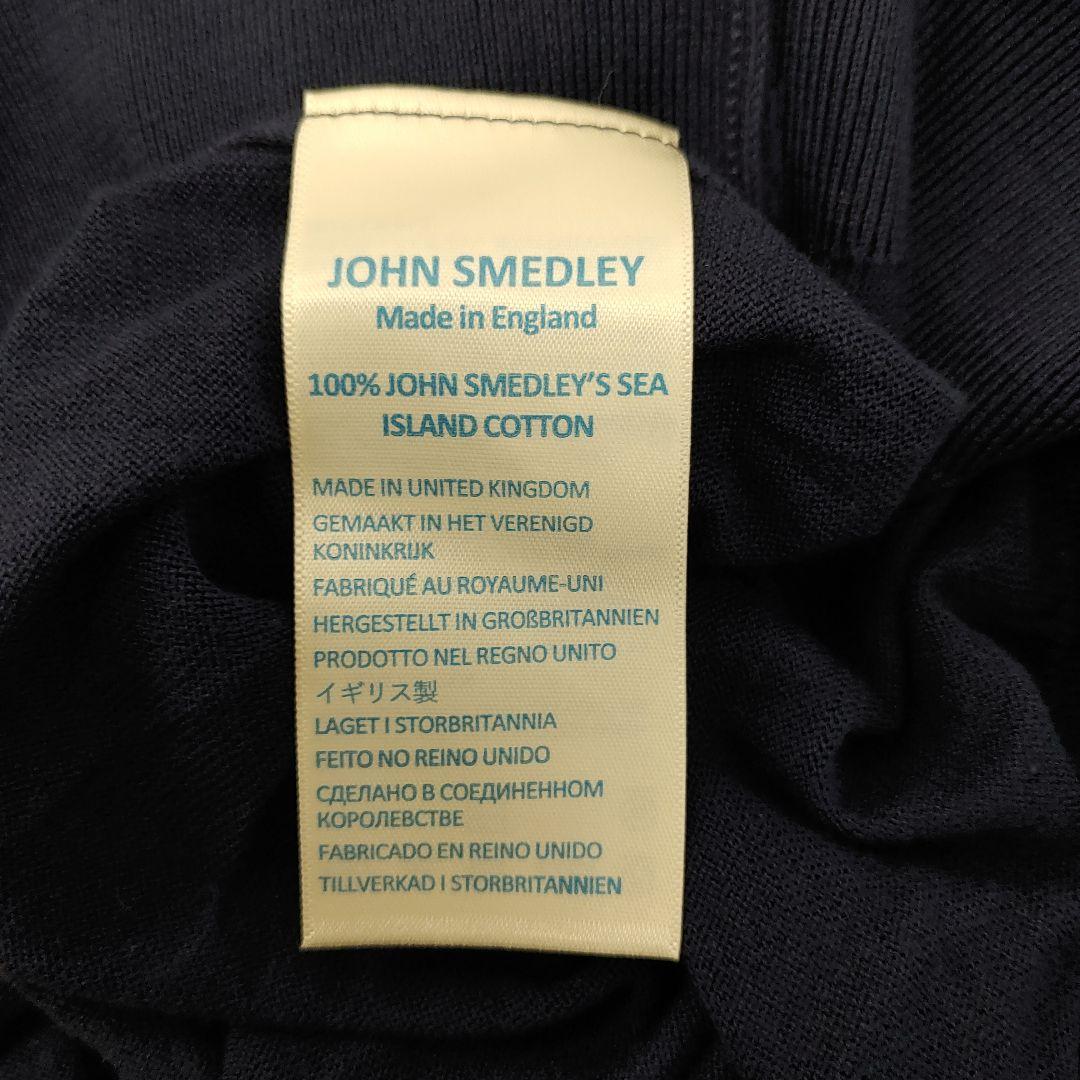 JOHN SMEDLEY
Made in England
100% JOHN SMEDLEY'S SEA
ISLAND COTTON
MADE IN UNITED KINGDOM
GEMAAKT IN HET VERENIGD
KONINKRIJK
FABRIQUÉ AU ROYAUME-UNI
HERGESTELLT IN GROßBRITANNIEN
PRODOTTO NEL REGNO UNITO
イギリス製
LAGET I STORBRITANNIA
FEITO NO REINO UNIDO
СДЕЛАНО В СОЕДИНЕННОМ
КОРОЛЕВСТВЕ
FABRICADO EN REINO UNIDO
TILLVERKAD I STORBRITANNIEN